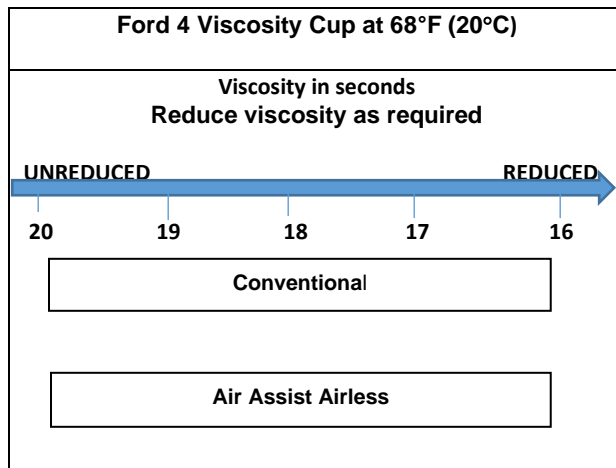 Ford 4 Viscosity Cup at 68°F (20°C)
Viscosity in seconds
Reduce viscosity as required
UNREDUCED REDUCED
20 19 18 17 16
Conventional
Air Assist Airless